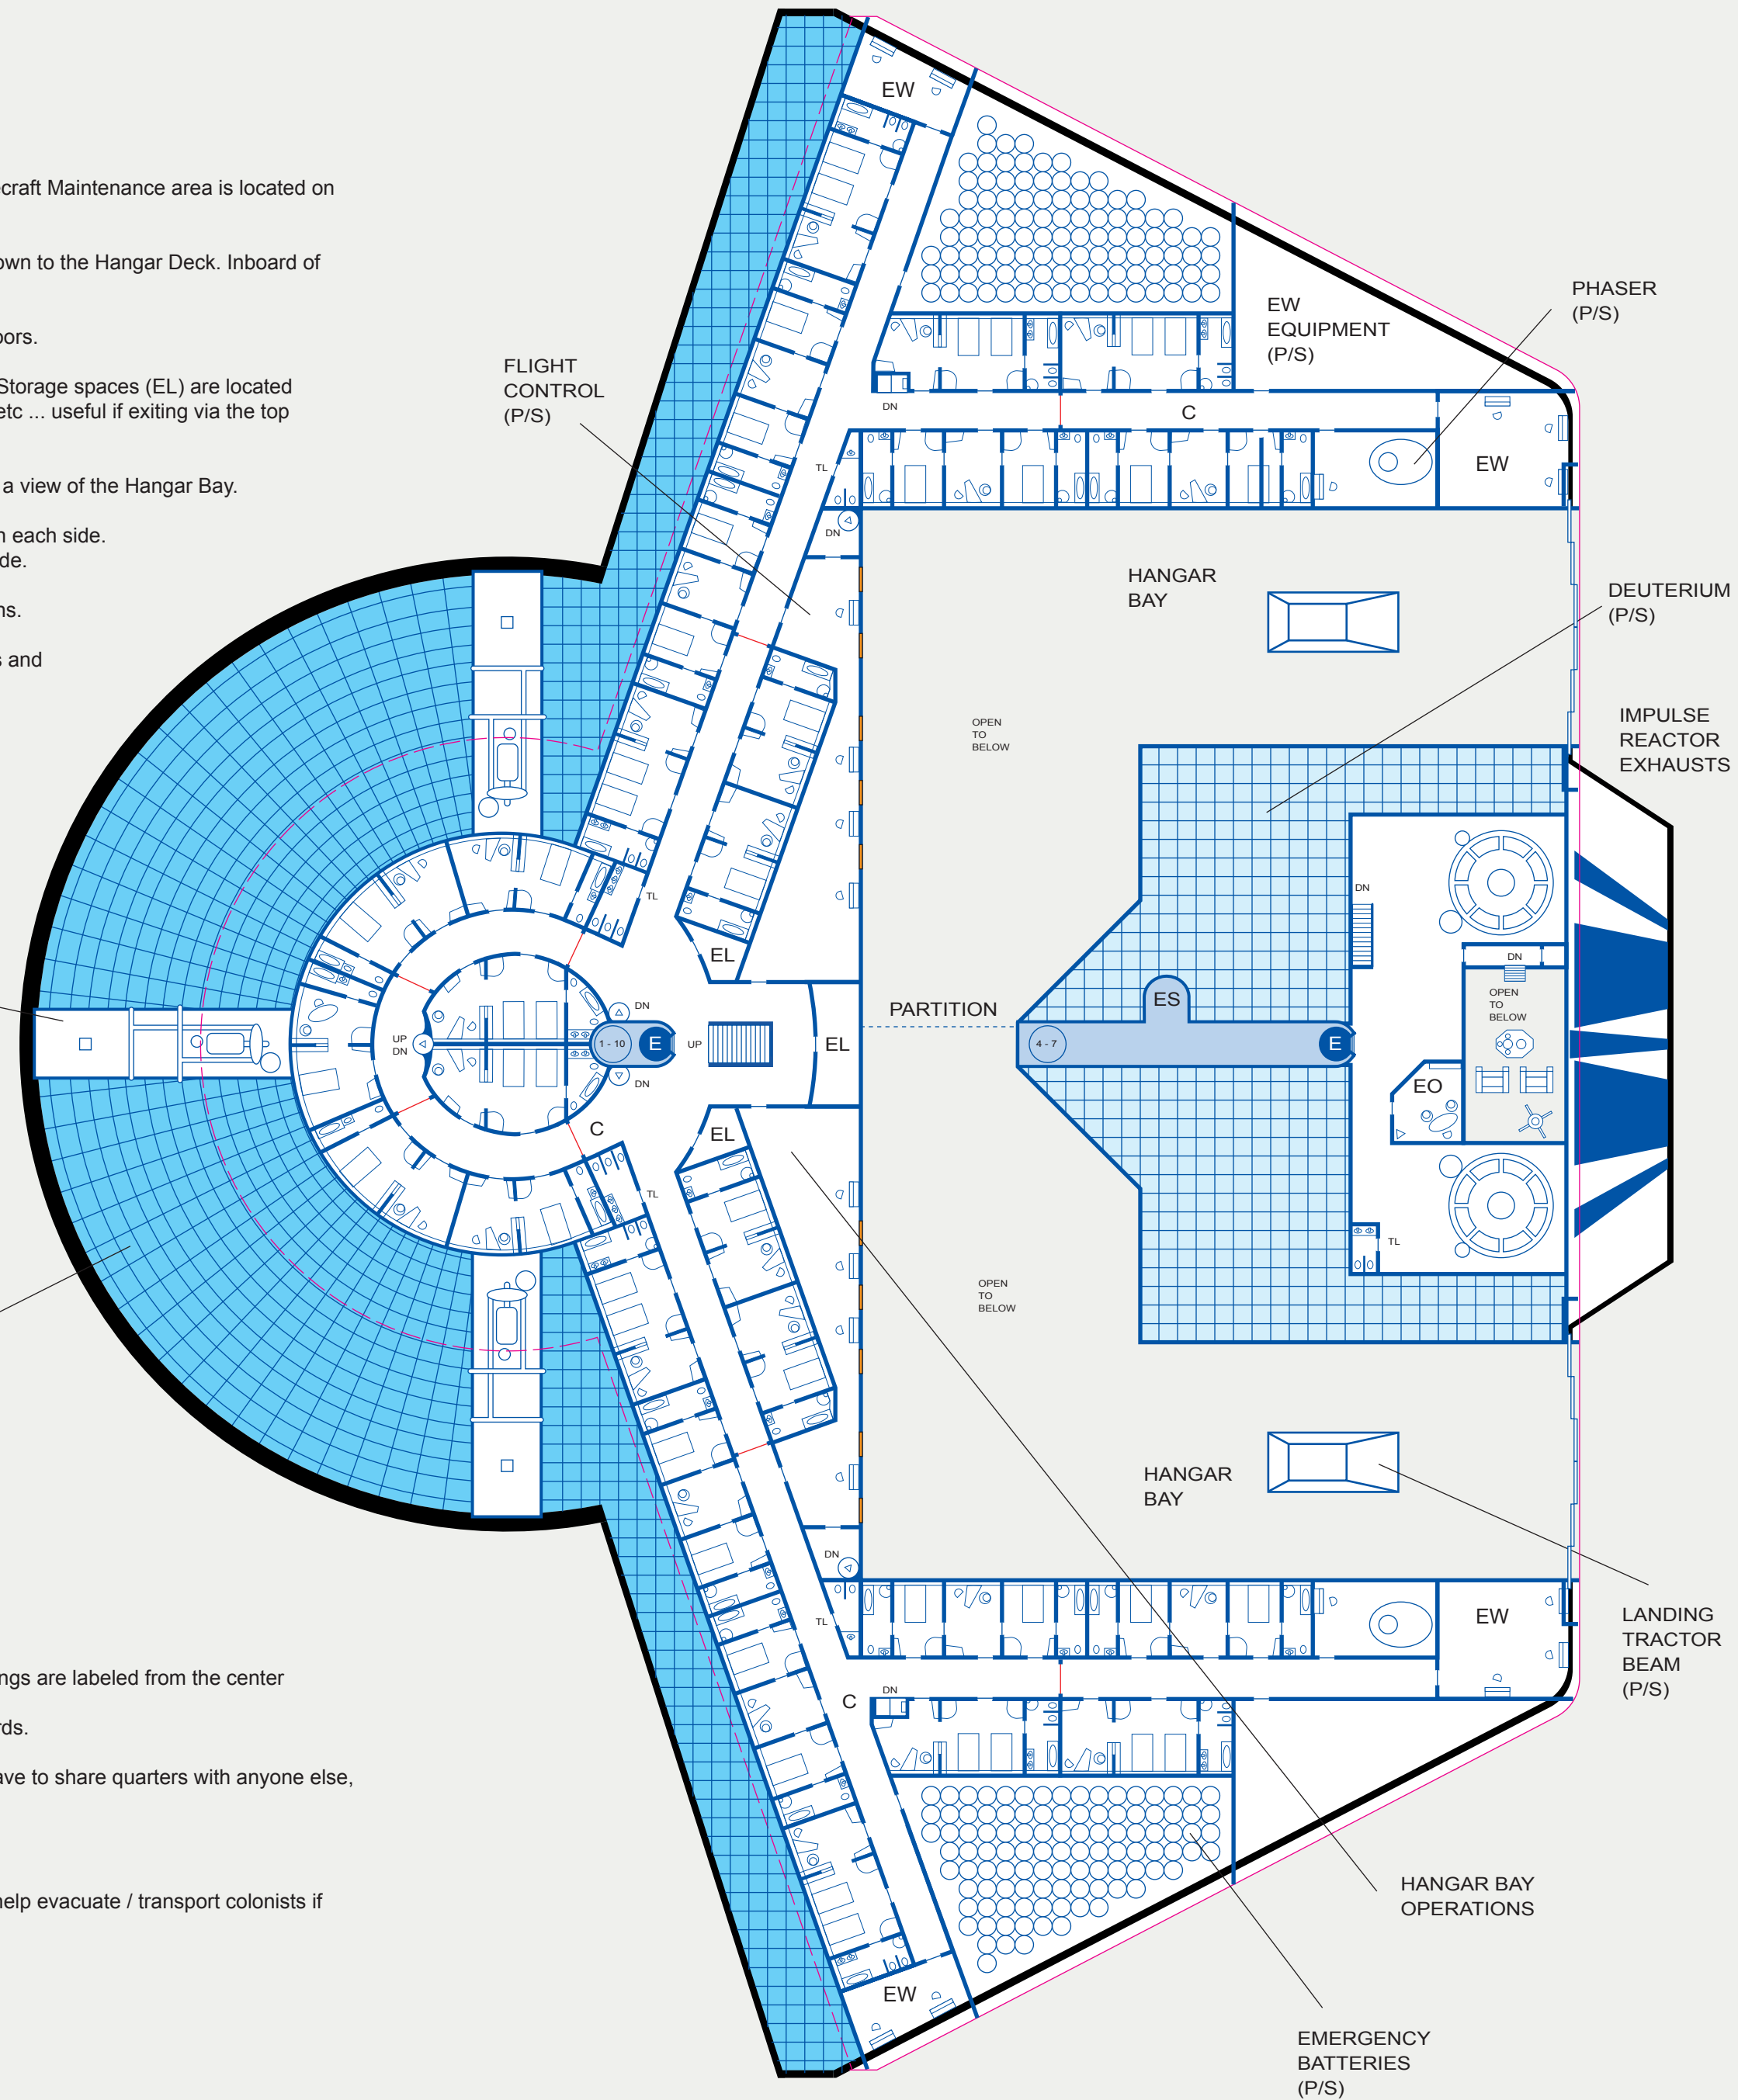 craft Maintenance area is located on
own to the Hangar Deck. Inboard of
oors.
Storage spaces (EL) are located
etc ... useful if exiting via the top
a view of the Hangar Bay.
n each side.
de.
ns.
s and
EW
FLIGHT
CONTROL
(P/S)
EW
EQUIPMENT
(P/S)
PHASER
(P/S)
DN
C
TL
EW
DN
HANGAR
BAY
DEUTERIUM
(P/S)
OPEN
TO
BELOW
IMPULSE
REACTOR
EXHAUSTS
TL
DN
EL
DN
OPEN
TO
BELOW
ES
PARTITION
DN
UP
DN
1 - 10
E
UP
EL
4 - 7
E
DN
EO
C
EL
TL
TL
OPEN
TO
BELOW
HANGAR
BAY
DN
TL
EW
LANDING
TRACTOR
BEAM
(P/S)
ngs are labeled from the center
rds.
ave to share quarters with anyone else,
help evacuate / transport colonists if
C
DN
HANGAR BAY
OPERATIONS
EW
EMERGENCY
BATTERIES
(P/S)